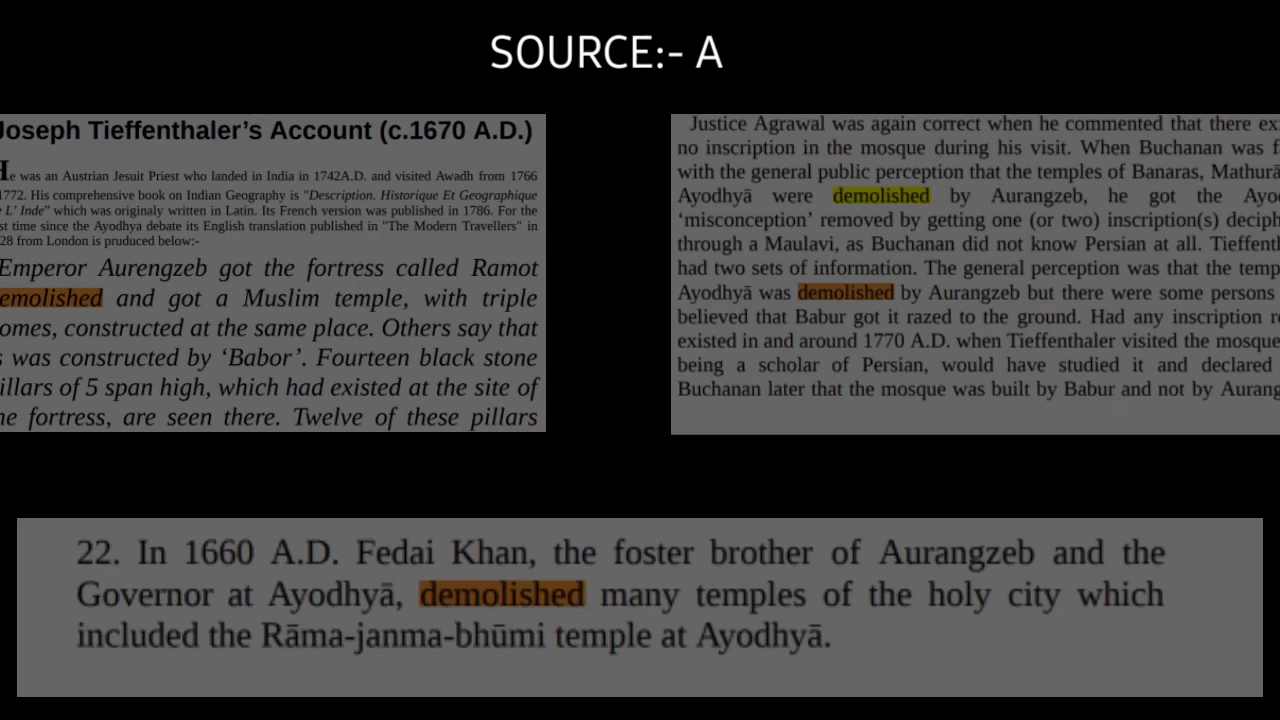 SOURCE:- A
Joseph Tieffenthaler's Account (c.1670 A.D.)
He was an Austrian Jesuit Priest who landed in India in 1742A.D. and visited Awadh from 1766
1772. His comprehensive book on Indian Geography is "Description. Historique Et Geographique
L' Inde" which was originaly written in Latin. Its French version was published in 1786. For the
st time since the Ayodhya debate its English translation published in "The Modern Travellers" in
28 from London is pruduced below:-
Emperor Aurengzeb got the fortress called Ramot
emolished and got a Muslim temple, with triple
omes, constructed at the same place. Others say that
s was constructed by 'Babor'. Fourteen black stone
illars of 5 span high, which had existed at the site of
he fortress, are seen there. Twelve of these pillars
Justice Agrawal was again correct when he commented that there ex
no inscription in the mosque during his visit. When Buchanan was f
with the general public perception that the temples of Banaras, Mathurā
Ayodhyā were demolished by Aurangzeb, he got the Ayo
'misconception' removed by getting one (or two) inscription(s) deciph
through a Maulavi, as Buchanan did not know Persian at all. Tieffent
had two sets of information. The general perception was that the temp
Ayodhyā was demolished by Aurangzeb but there were some persons
believed that Babur got it razed to the ground. Had any inscription r
existed in and around 1770 A.D. when Tieffenthaler visited the mosque
being a scholar of Persian, would have studied it and declared
Buchanan later that the mosque was built by Babur and not by Aurang
22. In 1660 A.D. Fedai Khan, the foster brother of Aurangzeb and the
Governor at Ayodhyā, demolished many temples of the holy city which
included the Rāma-janma-bhūmi temple at Ayodhyā.